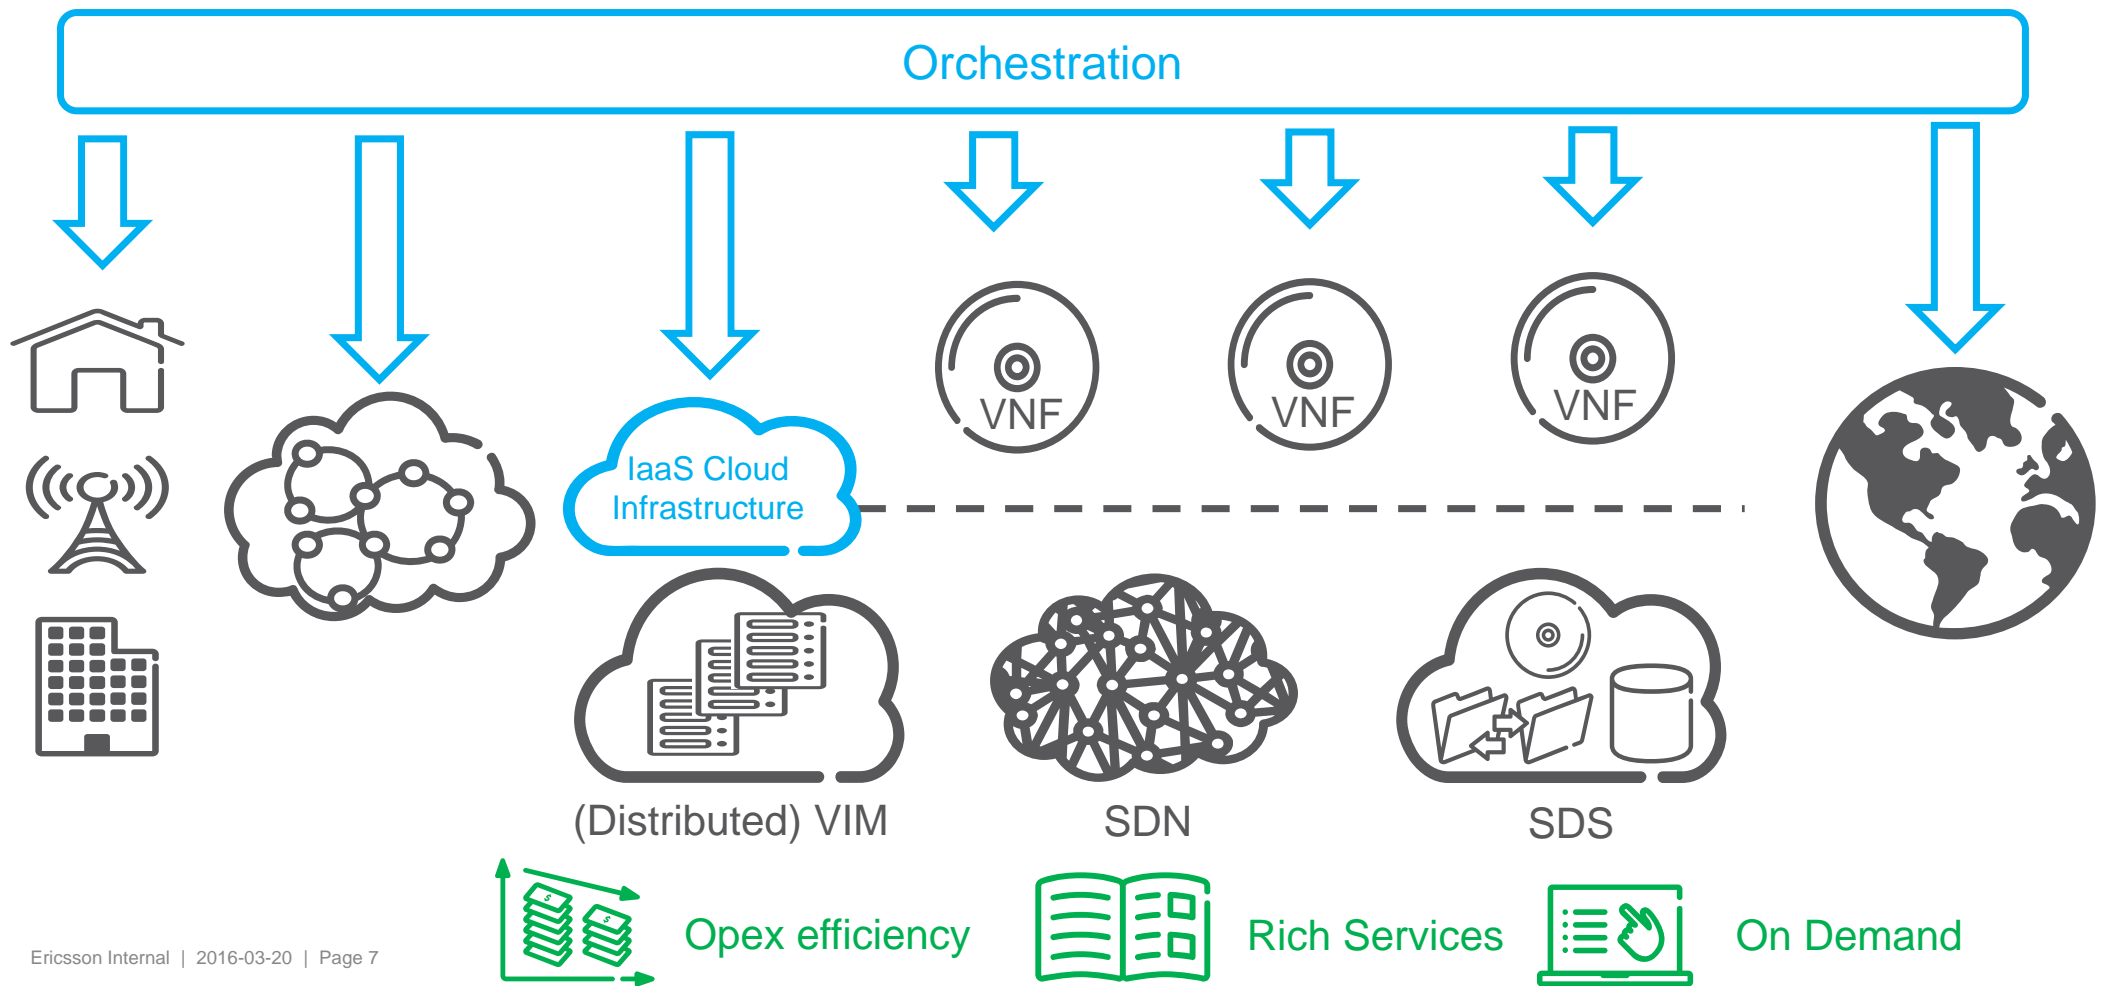 Orchestration
VNF
VNF
VNF
IaaS Cloud
Infrastructure
(Distributed) VIM
SDN
SDS
$
$
Opex efficiency
Rich Services
On Demand
Ericsson Internal | 2016-03-20 | Page 7